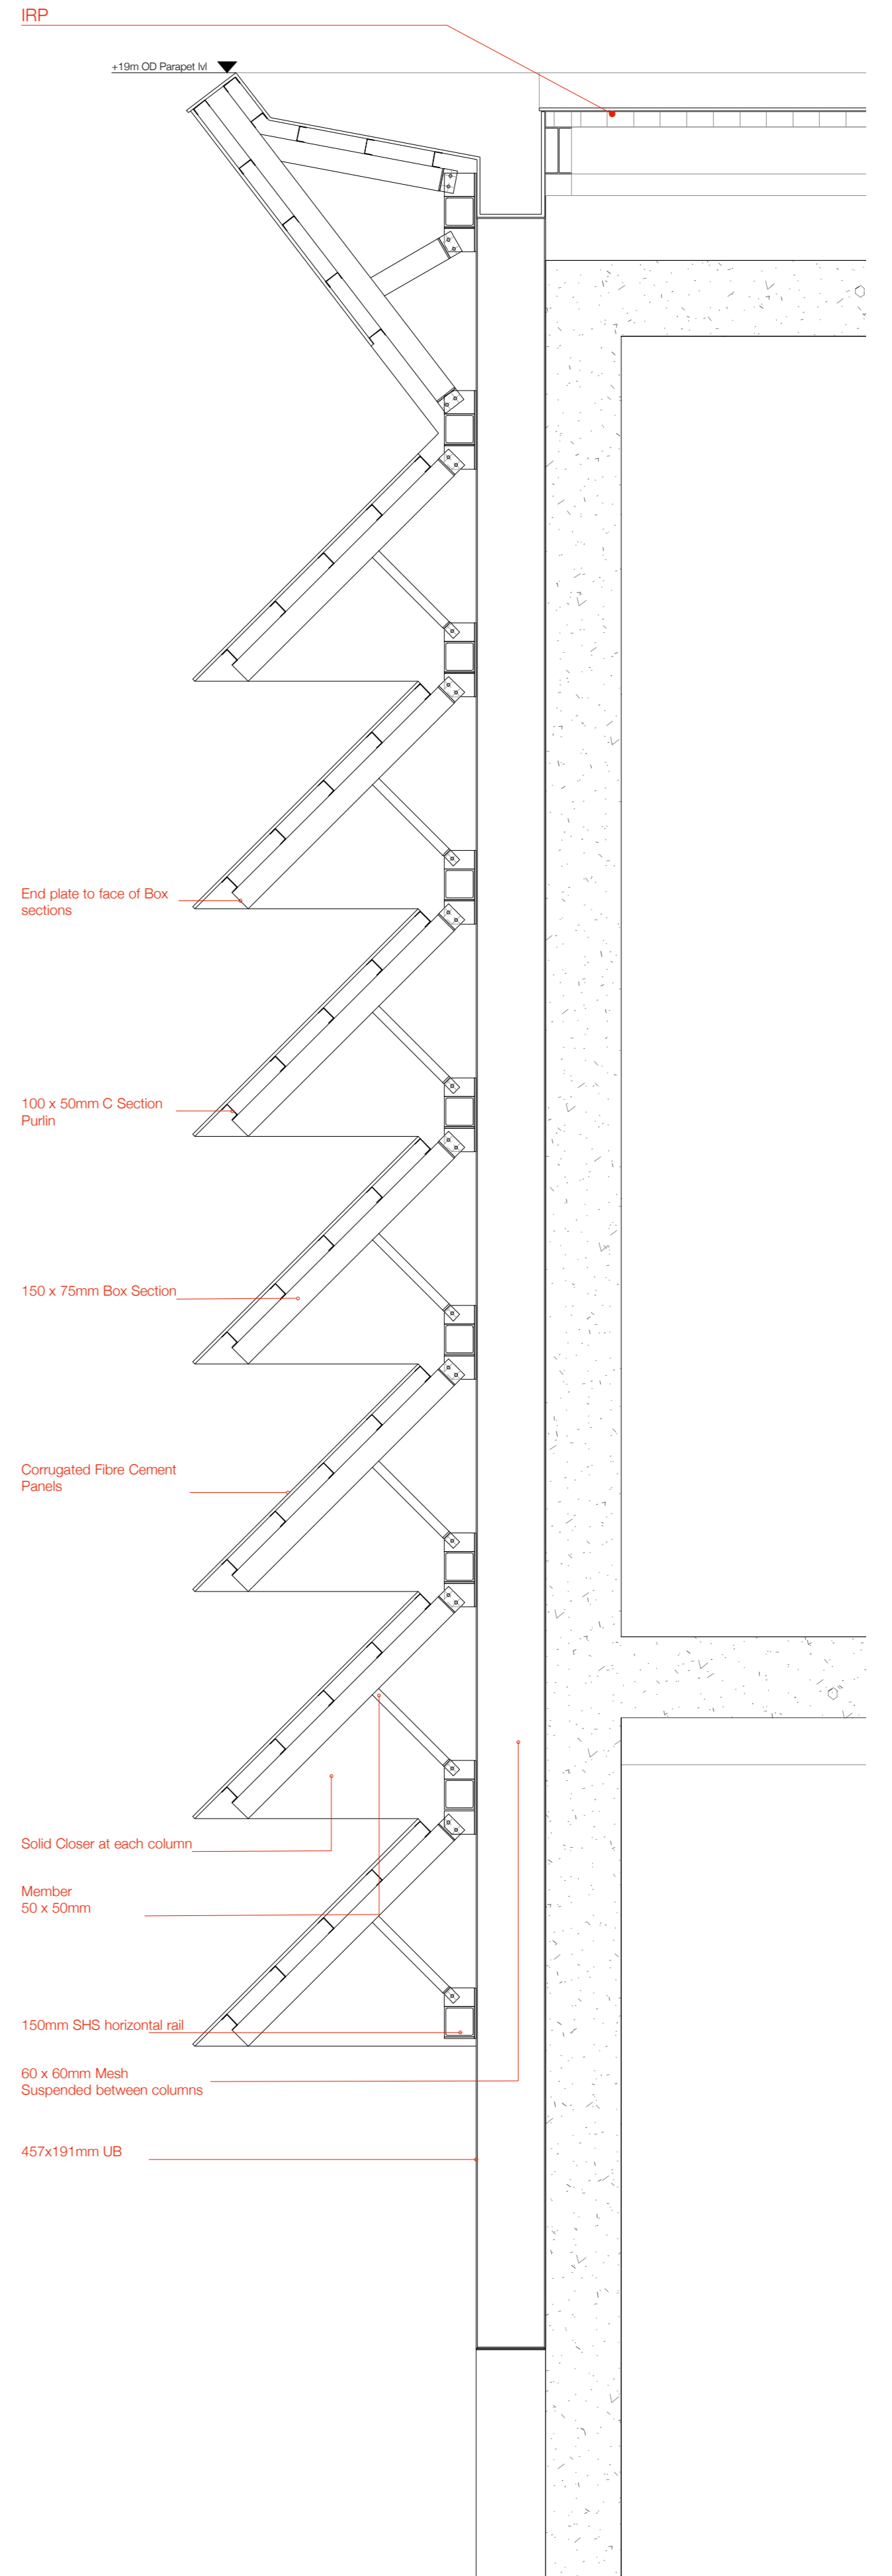 IRP
+19m OD Parapet lvl
End plate to face of Box
sections
100 x 50mm C Section
Purlin
150 x 75mm Box Section
Corrugated Fibre Cement
Panels
Solid Closer at each column
Member
50 x 50mm
150mm SHS horizontal rail
60 x 60mm Mesh
Suspended between columns
457x191mm UB